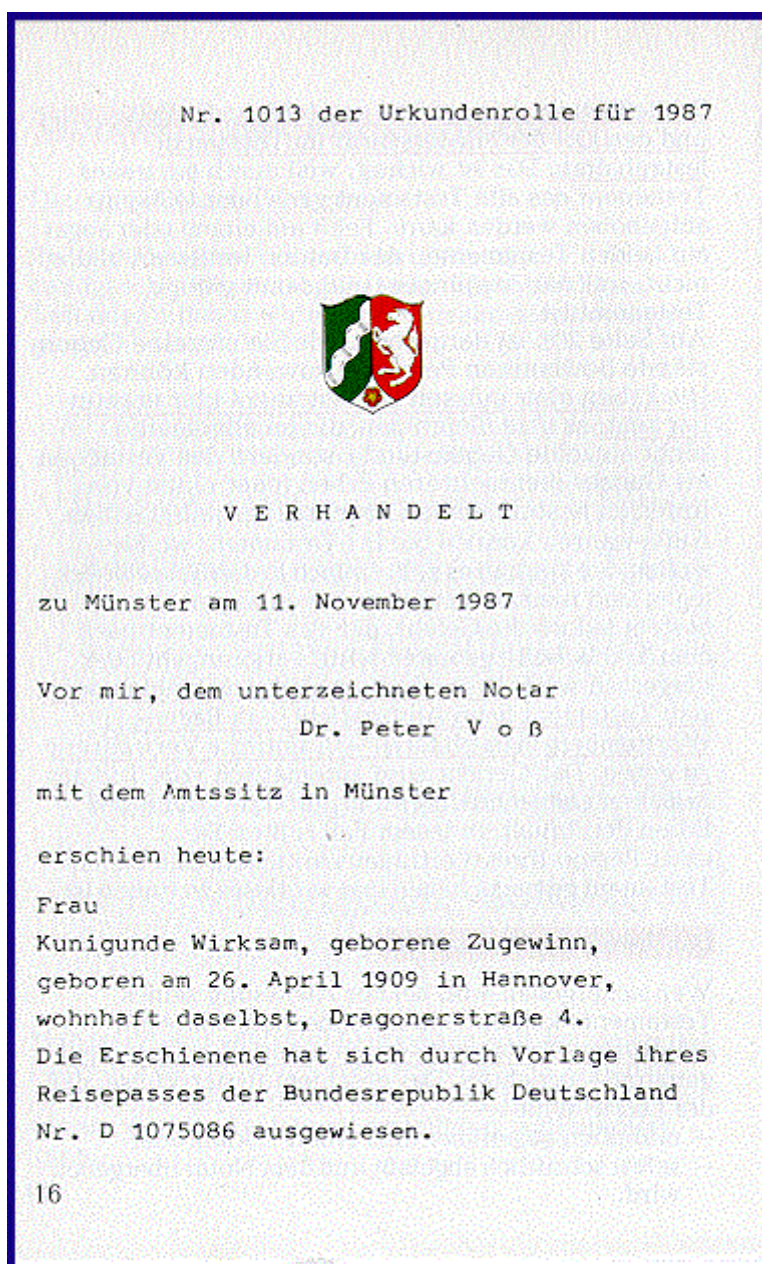 Nr. 1013 der Urkundenrolle für 1987
V E R H A N D E L T
zu Münster am 11. November 1987
Vor mir, dem unterzeichneten Notar
Dr. Peter V o ß
mit dem Amtssitz in Münster
erschien heute:
Frau
Kunigunde Wirksam, geborene Zugewinn,
geboren am 26. April 1909 in Hannover,
wohnhaft daselbst, Dragonerstraße 4.
Die Erschienene hat sich durch Vorlage ihres
Reisepasses der Bundesrepublik Deutschland
Nr. D 1075086 ausgewiesen.
16